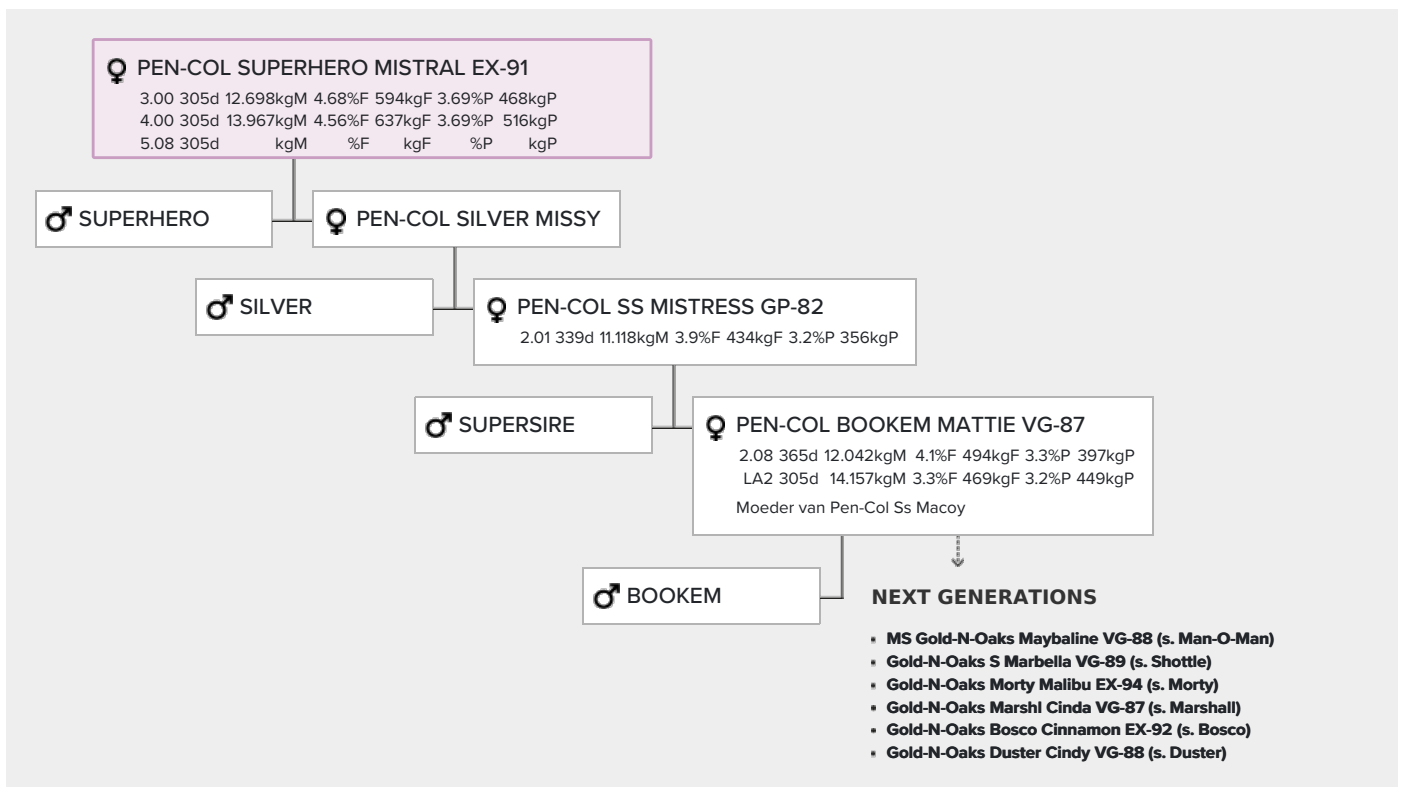 PEN-COL SUPERHERO MISTRAL EX-91
3.00 305d 12.698kgM 4.68%F 594kgF 3.69%P 468kgP
4.00 305d 13.967kgM 4.56%F 637kgF 3.69%P 516kgP
5.08 305d kgM %F kgF %P kgP
SUPERHERO
PEN-COL SILVER MISSY
SILVER
PEN-COL SS MISTRESS GP-82
2.01 339d 11.118kgM 3.9%F 434kgF 3.2%P 356kgP
SUPERSIRE
PEN-COL BOOKEM MATTIE VG-87
2.08 365d 12.042kgM 4.1%F 494kgF 3.3%P 397kgP
LA2 305d 14.157kgM 3.3%F 469kgF 3.2%P 449kgP
Moeder van Pen-Col Ss Macoy
BOOKEM
NEXT GENERATIONS
MS Gold-N-Oaks Maybaline VG-88 (s. Man-O-Man)
Gold-N-Oaks S Marbella VG-89 (s. Shottle)
Gold-N-Oaks Morty Malibu EX-94 (s. Morty)
Gold-N-Oaks Marshl Cinda VG-87 (s. Marshall)
Gold-N-Oaks Bosco Cinnamon EX-92 (s. Bosco)
Gold-N-Oaks Duster Cindy VG-88 (s. Duster)